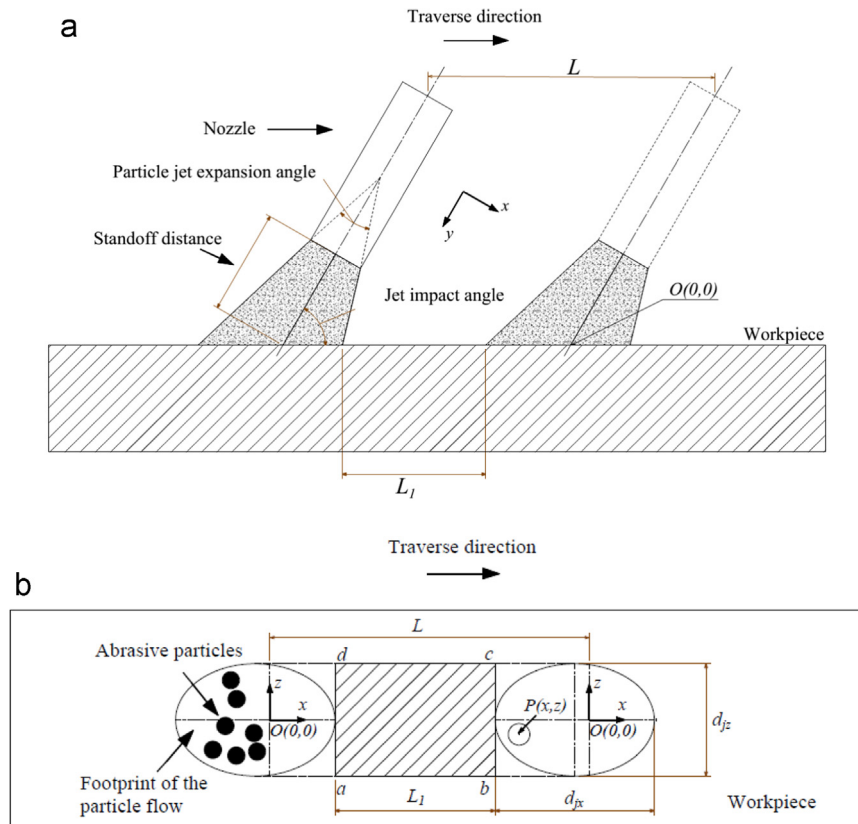 a
Traverse direction
L
Nozzle
Particle jet expansion angle
x
y
Standoff distance
Jet impact angle
O(0,0)
Workpiece
L1
Traverse direction
b
L
Abrasive particles
d
c
z
z
P(x,z)
x
x
djz
O(0,0)
O(0,0)
Footprint of the
particle flow
a
b
L1
djx
Workpiece